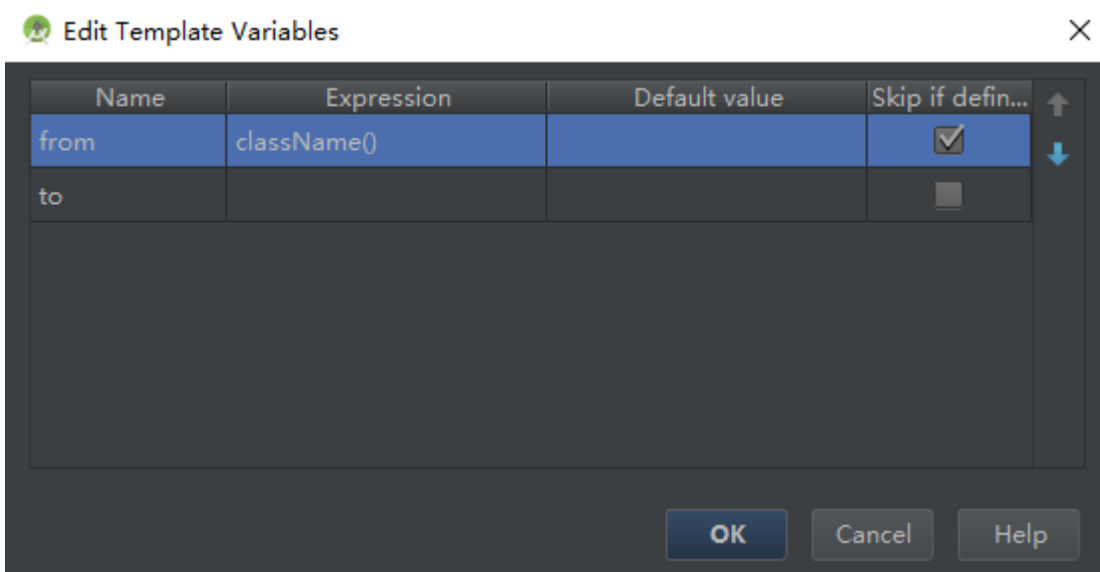 Edit Template Variables
Name Expression Default value Skip if defin...
from className()
to
OK Cancel Help